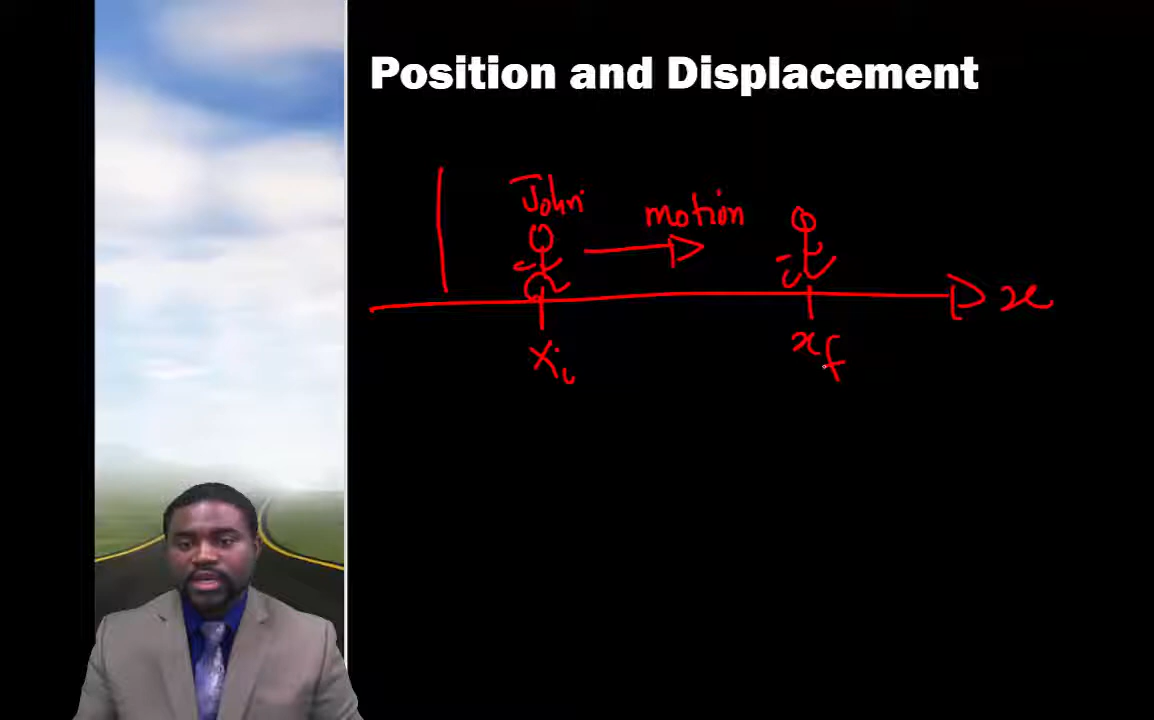 Position and Displacement
John
motion
x
xi
xf